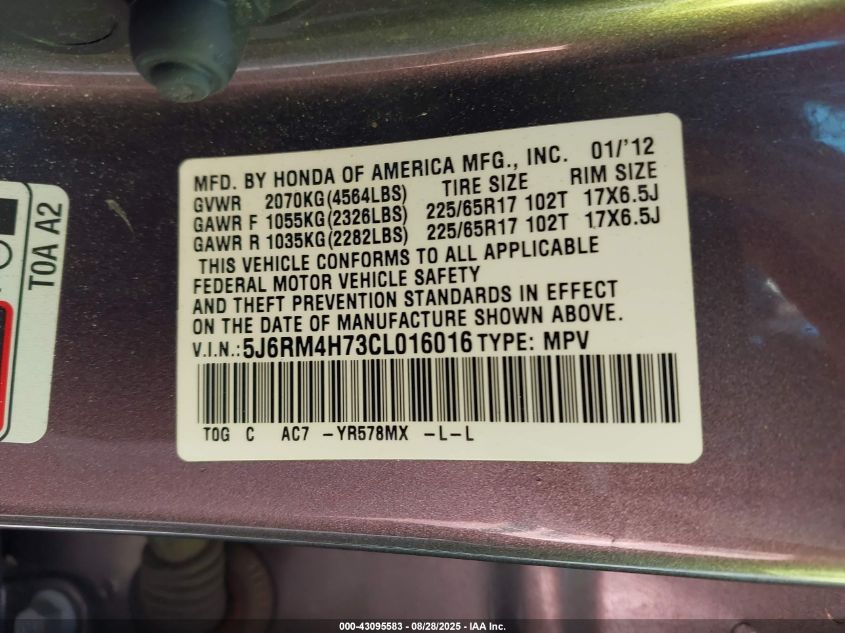 MFD. BY HONDA OF AMERICA MFG., INC. 01/'12
GVWR 2070KG(4564LBS) TIRE SIZE RIM SIZE
GAWR F 1055KG(2326LBS) 225/65R17 102T 17X6.5J
GAWR R 1035KG(2282LBS) 225/65R17 102T 17X6.5J
THIS VEHICLE CONFORMS TO ALL APPLICABLE
FEDERAL MOTOR VEHICLE SAFETY
AND THEFT PREVENTION STANDARDS IN EFFECT
ON THE DATE OF MANUFACTURE SHOWN ABOVE.
V.I.N.:5J6RM4H73CL016016 TYPE: MPV
T0G C AC7 -YR578MX -L-L
T0A A2
000-43095583 / 08/28/2025 - IAA Inc.